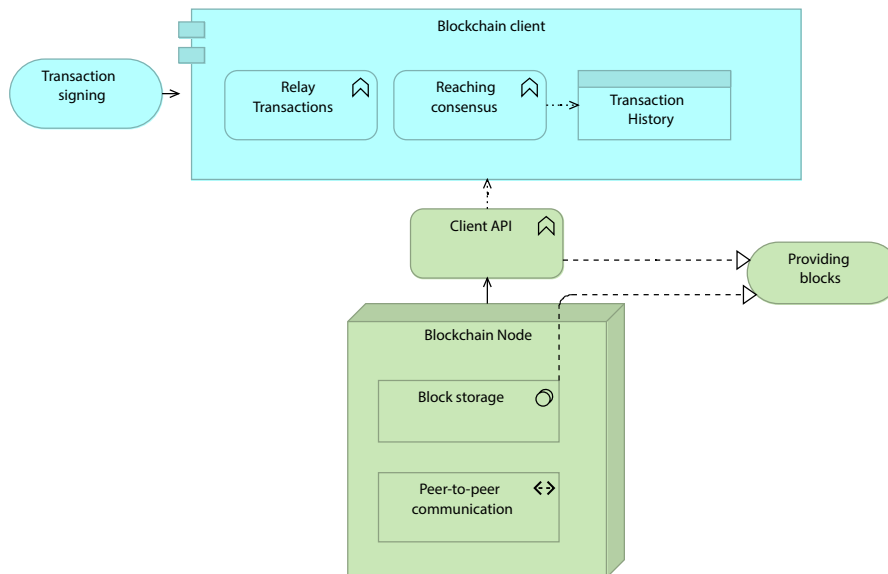 Blockchain client
Transaction
signing
Relay
Transactions
Reaching
consensus
Transaction
History
Client API
Providing
blocks
Blockchain Node
Block storage
Peer-to-peer
communication